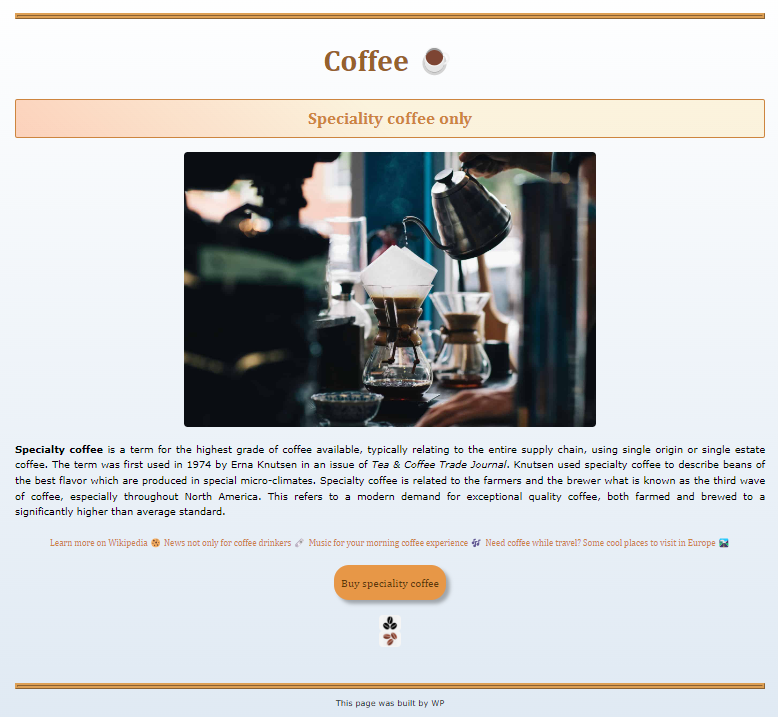 Coffee
Speciality coffee only
Specialty coffee is a term for the highest grade of coffee available, typically relating to the entire supply chain, using single origin or single estate
coffee. The term was first used in 1974 by Erna Knutsen in an issue of Tea & Coffee Trade Journal. Knutsen used specialty coffee to describe beans of
the best flavor which are produced in special micro-climates. Specialty coffee is related to the farmers and the brewer what is known as the third wave
of coffee, especially throughout North America. This refers to a modern demand for exceptional quality coffee, both farmed and brewed to a
significantly higher than average standard.
Learn more on Wikipedia 🍪 News not only for coffee drinkers 🗞 Music for your morning coffee experience 🎶 Need coffee while travel? Some cool places to visit in Europe
Buy speciality coffee
This page was built by WP